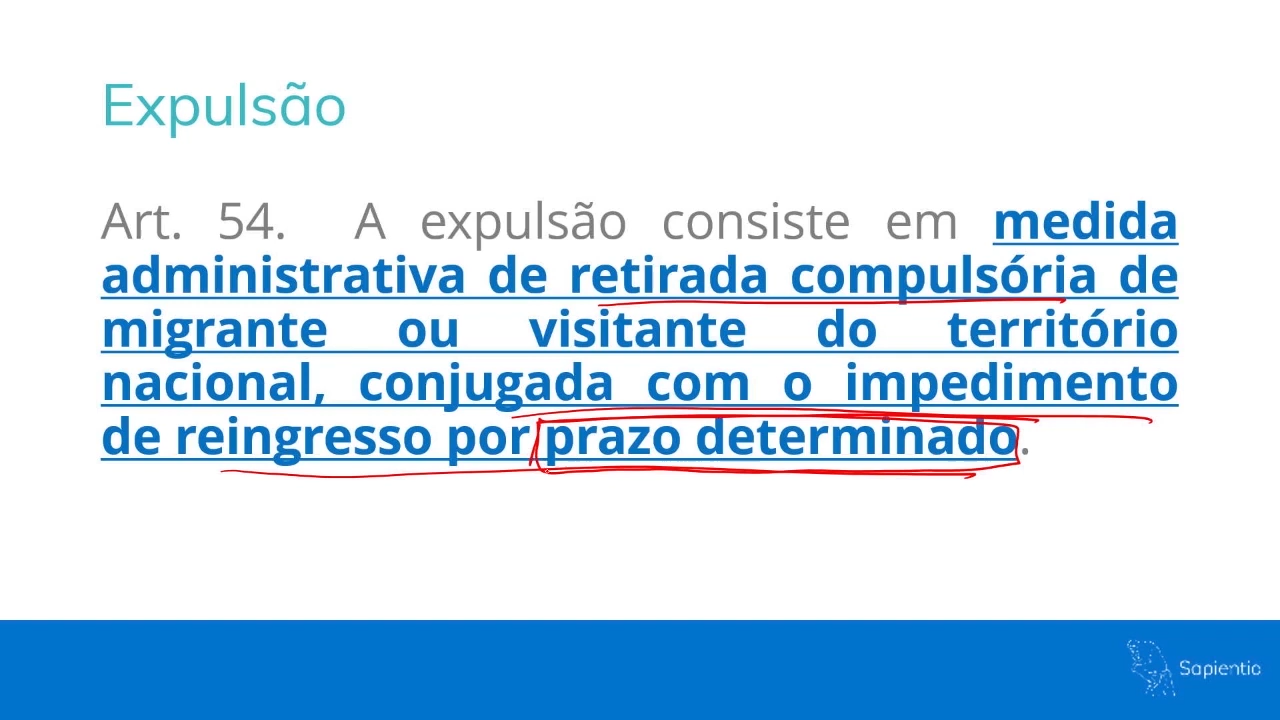 Expulsão
Art. 54. A expulsão consiste em medida
administrativa de retirada compulsória de
migrante ou visitante do território
nacional, conjugada com o impedimento
de reingresso por prazo determinado.
Sapientia